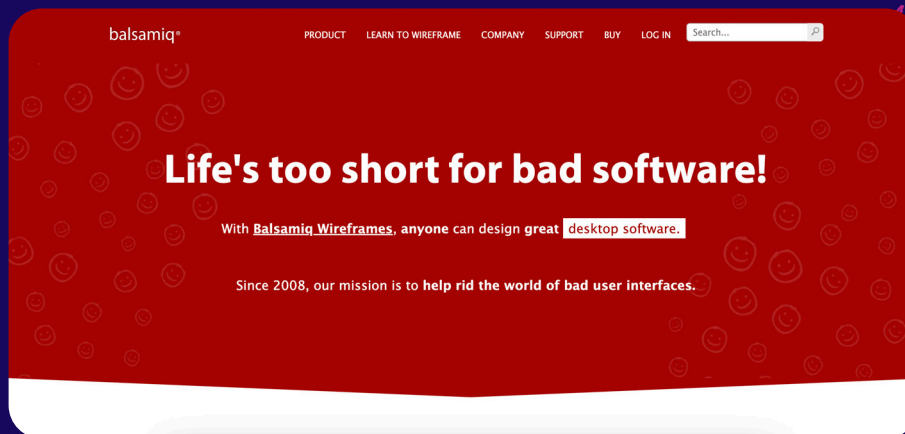 balsamiq®
PRODUCT LEARN TO WIREFRAME COMPANY SUPPORT BUY LOG IN Search...
Life's too short for bad software!
With Balsamiq Wireframes, anyone can design great desktop software.
Since 2008, our mission is to help rid the world of bad user interfaces.